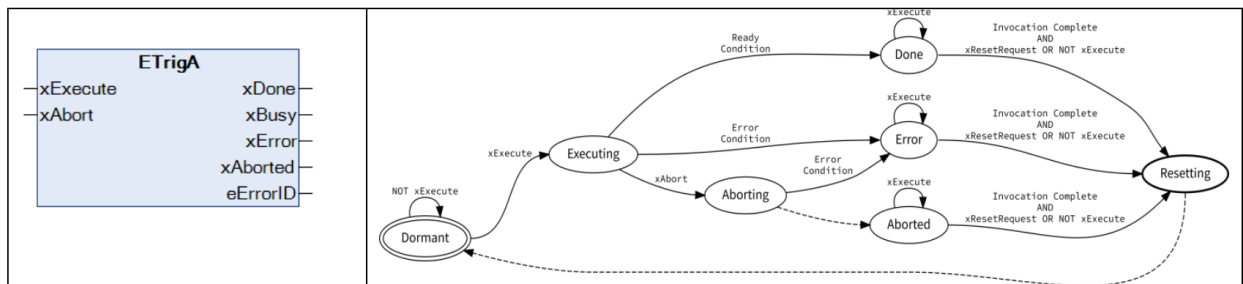 ETrigA
xExecute
xDone
xAbort
xBusy
xError
xAborted
eErrorID
xExecute
Invocation Complete
AND
xResetRequest OR NOT xExecute
Ready
Condition
Done
xExecute
Invocation Complete
AND
xResetRequest OR NOT xExecute
Error
Condition
Error
xExecute
Executing
Error
Condition
xAbort
Aborting
Resetting
xExecute
Invocation Complete
AND
xResetRequest OR NOT xExecute
Aborted
NOT xExecute
Dormant